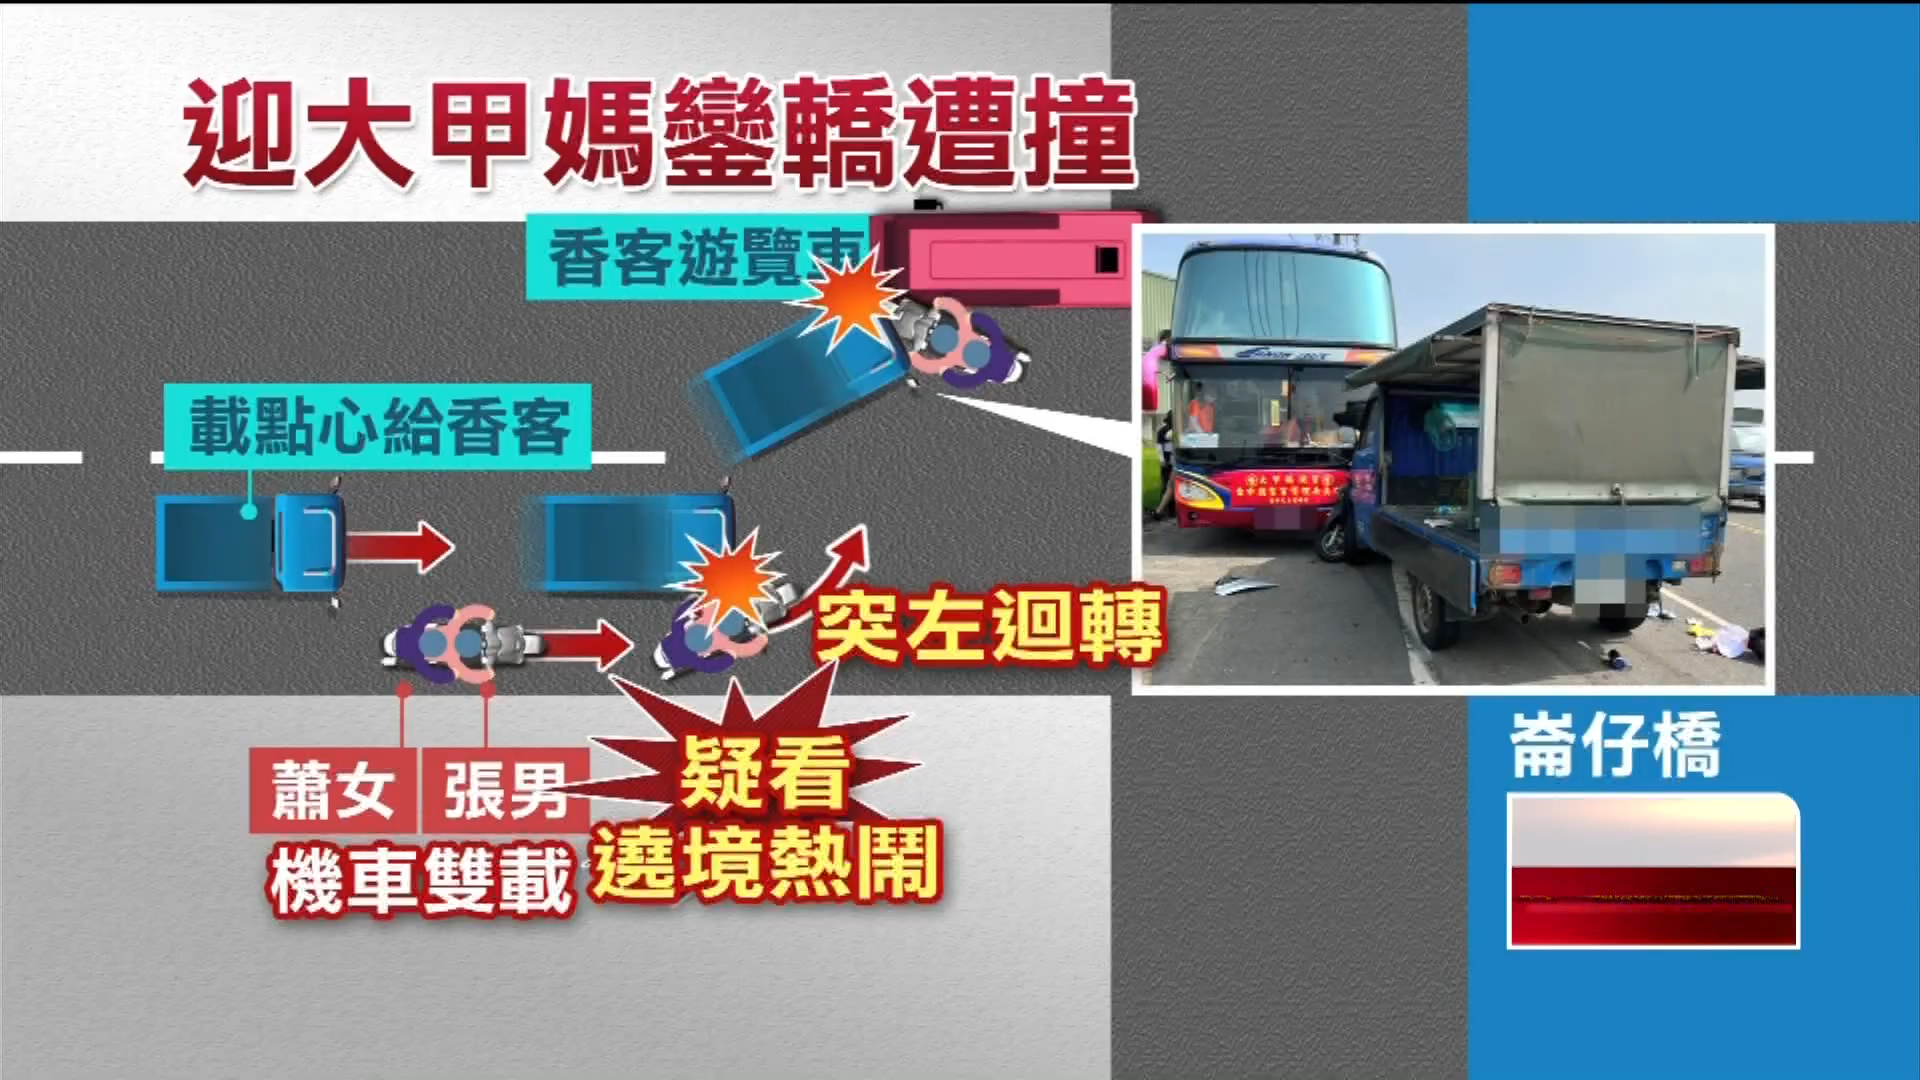 迎大甲媽鑾轎遭撞
香客遊覽車
載點心給香客
突左迴轉
蕭女
張男
機車雙載
疑看
遶境熱鬧
崙仔橋